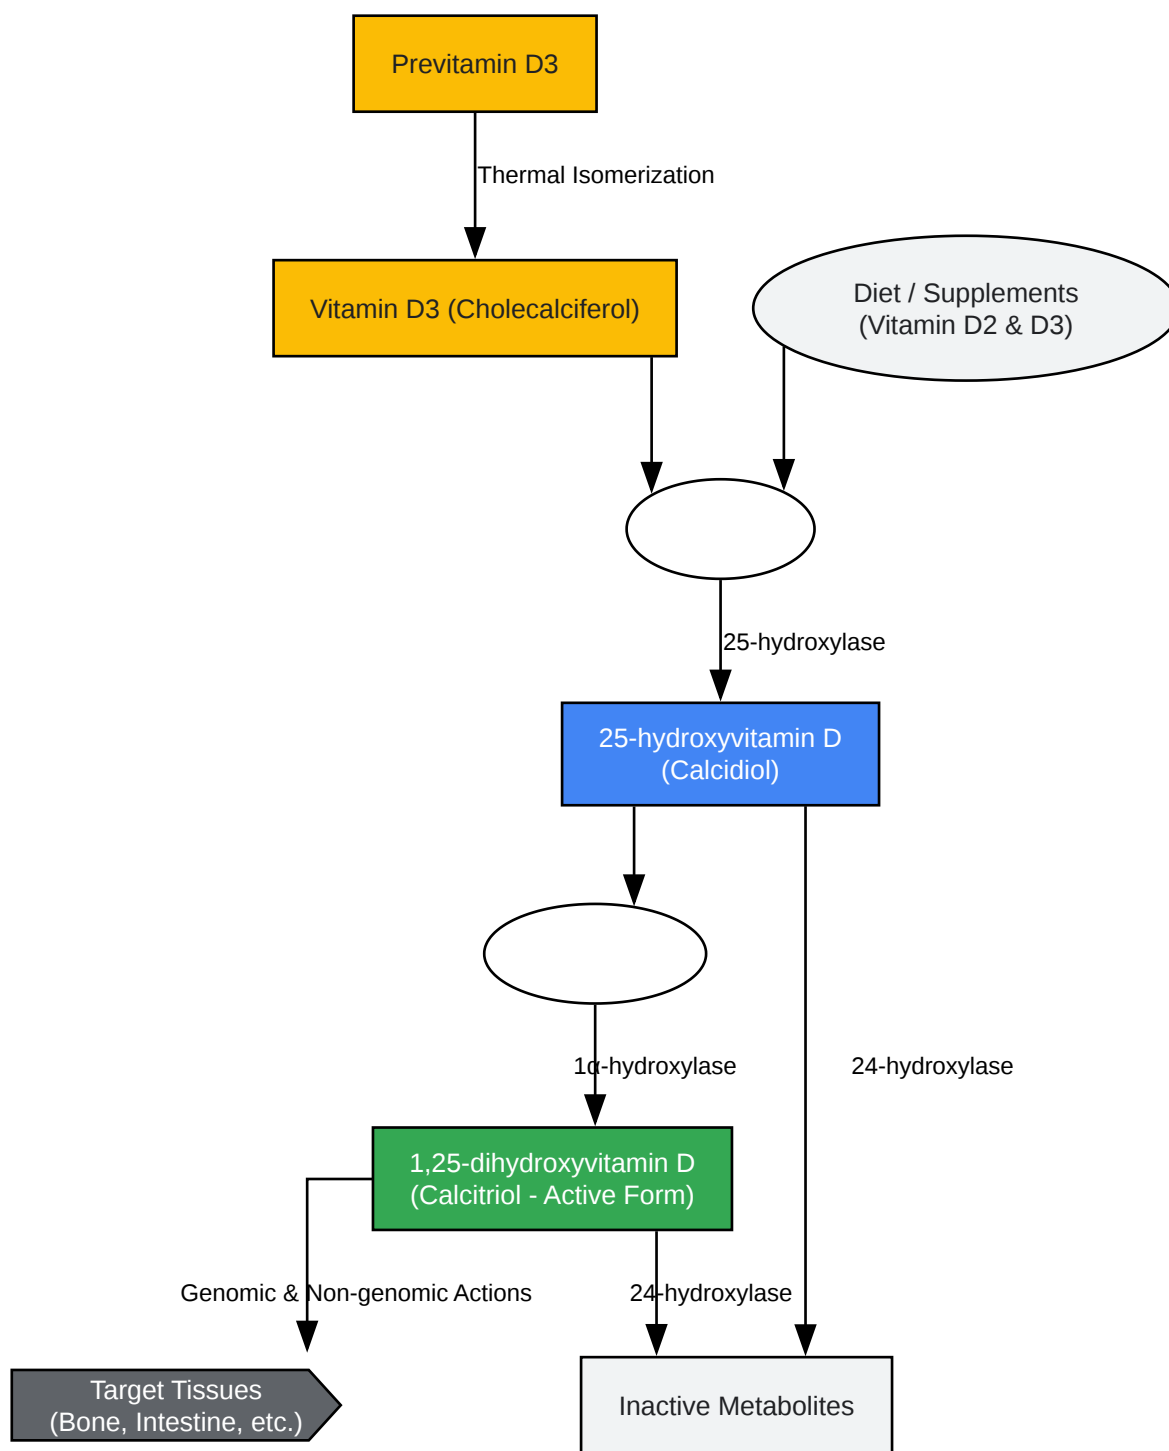 Previtamin D3
Thermal Isomerization
Vitamin D3 (Cholecalciferol)
Diet / Supplements
(Vitamin D2 & D3)
25-hydroxylase
25-hydroxyvitamin D
(Calcidiol)
1α-hydroxylase
24-hydroxylase
1,25-dihydroxyvitamin D
(Calcitriol - Active Form)
Genomic & Non-genomic Actions
24-hydroxylase
Target Tissues
(Bone, Intestine, etc.)
Inactive Metabolites